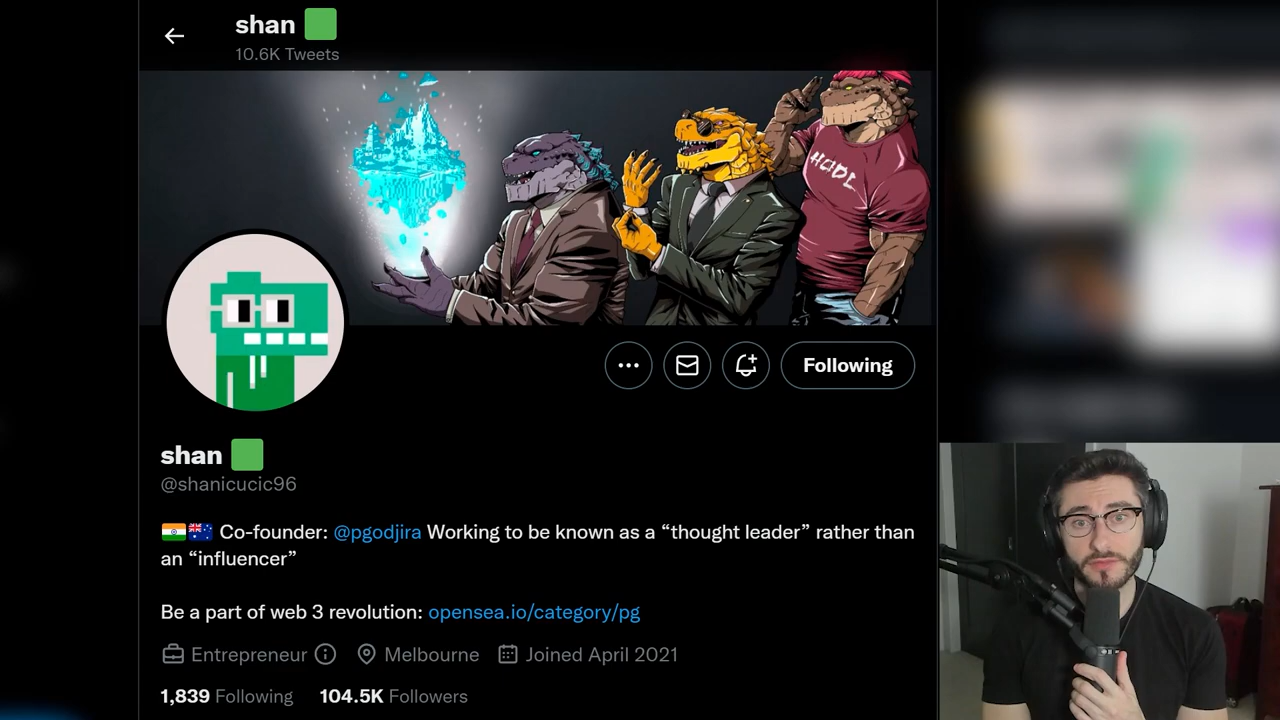 shan
10.6K Tweets
HODL
Following
shan
@shanicucic96
🇮🇳🇦🇺 Co-founder: @pgodjira Working to be known as a “thought leader” rather than
an “influencer”
Be a part of web 3 revolution: opensea.io/category/pg
Entrepreneur Melbourne Joined April 2021
1,839 Following 104.5K Followers